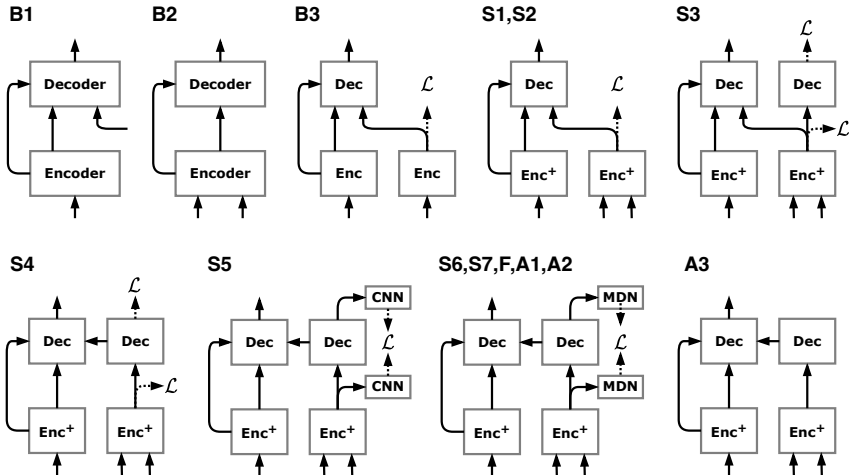 B1 B2 B3 S1,S2 S3
ℒ
ℒ ℒ
Decoder Decoder Dec Dec Dec Dec
ℒ
Encoder Encoder Enc Enc Enc⁺ Enc⁺ Enc⁺ Enc⁺
S4 S5 S6,S7,F,A1,A2 A3
ℒ CNN MDN
Dec Dec Dec Dec ℒ Dec Dec ℒ Dec Dec
ℒ CNN MDN
Enc⁺ Enc⁺ Enc⁺ Enc⁺ Enc⁺ Enc⁺ Enc⁺ Enc⁺